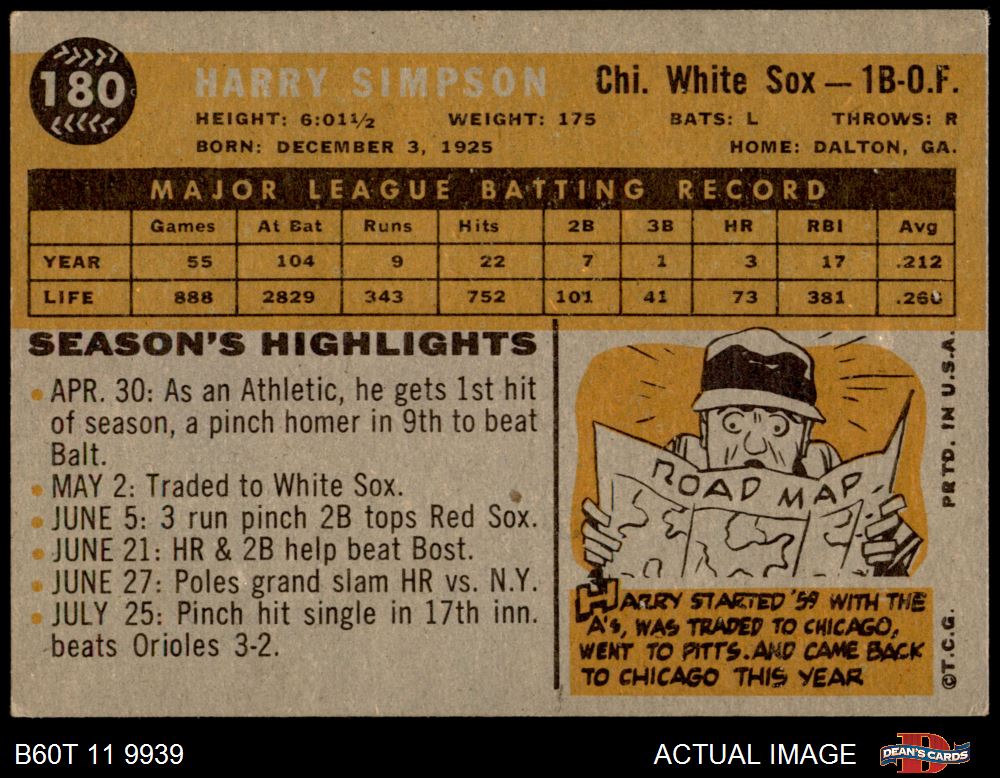 180
HARRY SIMPSON
Chi. White Sox — 1B-O.F.
HEIGHT: 6:01½ WEIGHT: 175 BATS: L THROWS: R
BORN: DECEMBER 3, 1925 HOME: DALTON, GA.
MAJOR LEAGUE BATTING RECORD
Games At Bat Runs Hits 2B 3B HR RBI Avg
YEAR 55 104 9 22 7 1 3 17 .212
LIFE 888 2829 343 752 101 41 73 381 .266
SEASON'S HIGHLIGHTS
• APR. 30: As an Athletic, he gets 1st hit
of season, a pinch homer in 9th to beat
Balt.
• MAY 2: Traded to White Sox.
• JUNE 5: 3 run pinch 2B tops Red Sox.
• JUNE 21: HR & 2B help beat Bost.
• JUNE 27: Poles grand slam HR vs. N.Y.
• JULY 25: Pinch hit single in 17th inn.
beats Orioles 3-2.
ROAD MAP
HARRY STARTED '59 WITH THE
A's, WAS TRADED TO CHICAGO,
WENT TO PITTS. AND CAME BACK
TO CHICAGO THIS YEAR
©T.C.G. PRTD. IN U.S.A.
B60T 11 9939
ACTUAL IMAGE
DEAN'S CARDS